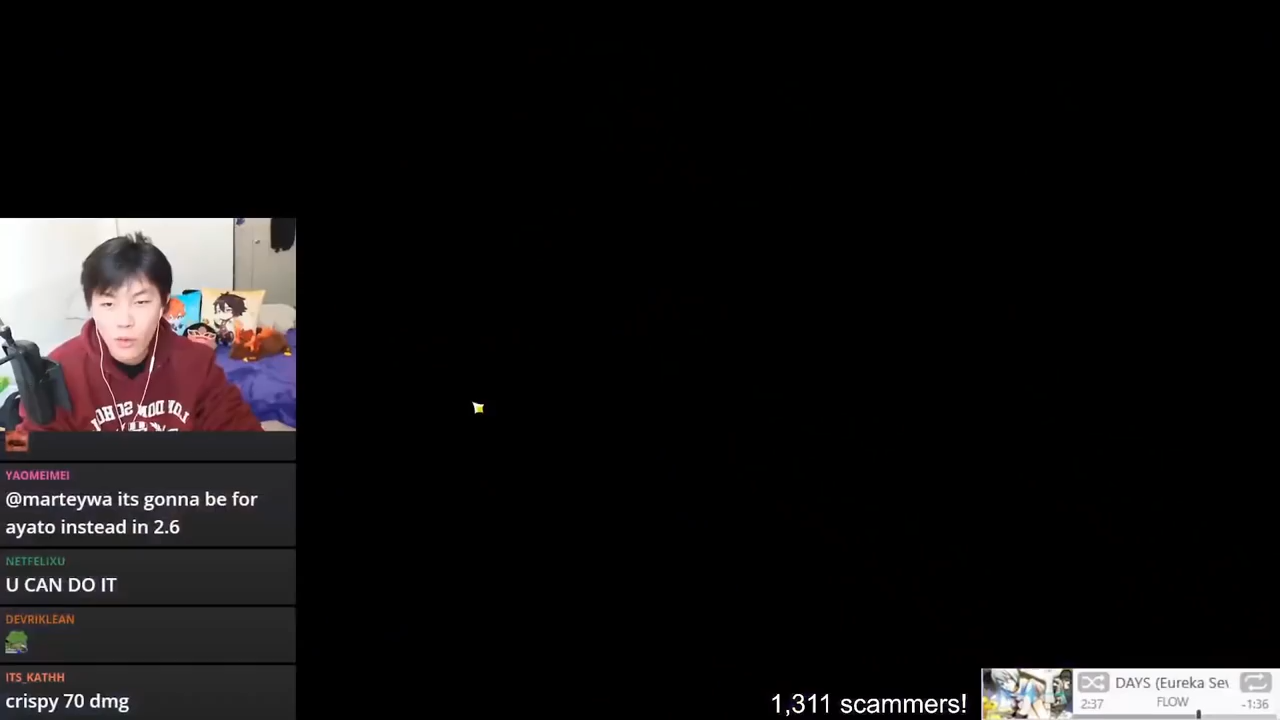 YAOMEIMEI
@marteywa its gonna be for
ayato instead in 2.6
NETFELIXU
U CAN DO IT
DEVRIKLEAN
ITS_KATHH
crispy 70 dmg
1,311 scammers!
DAYS (Eureka Sev
FLOW
2:37
-1:36